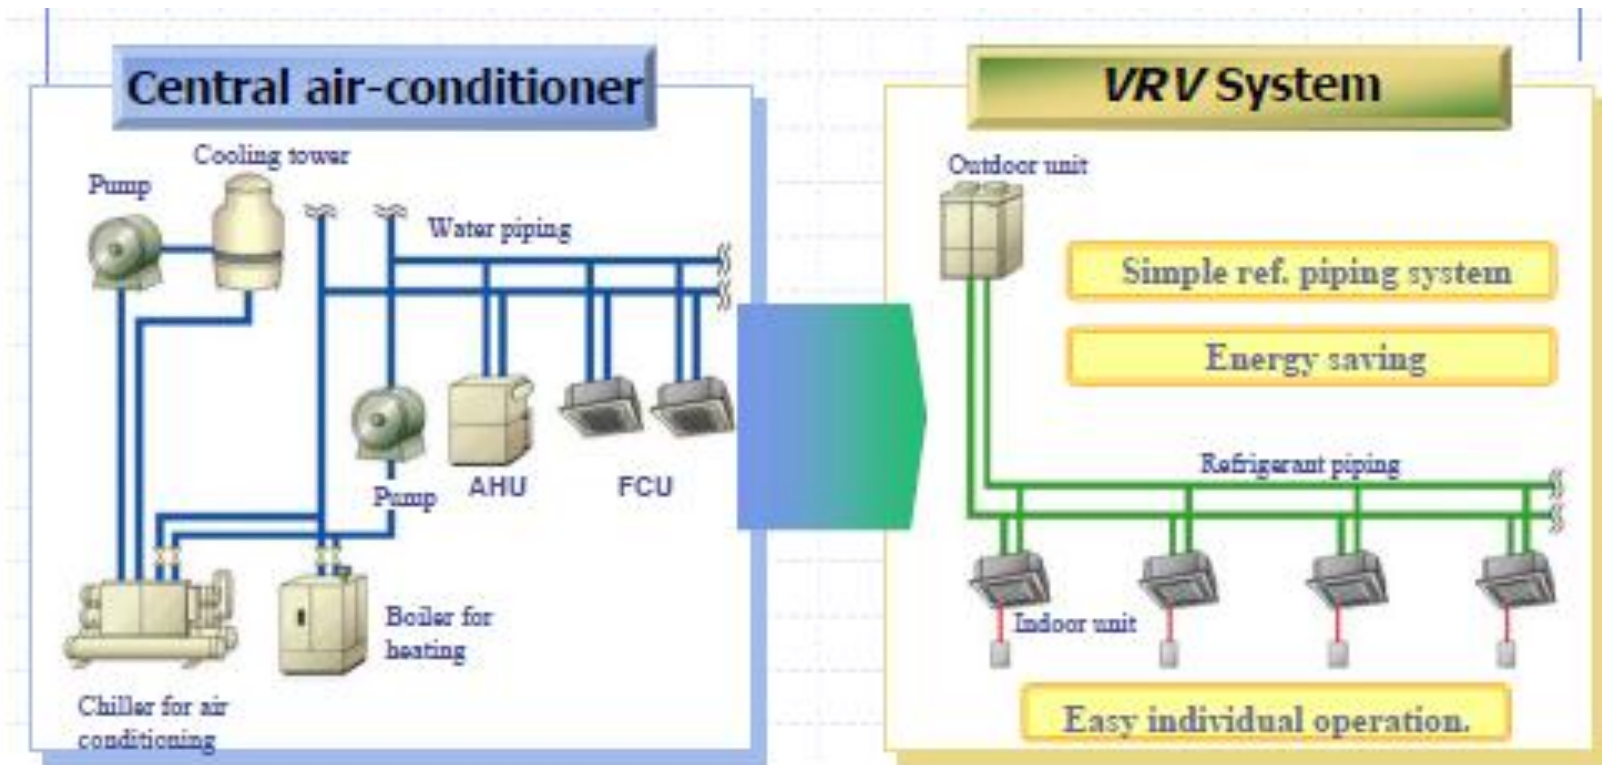 Central air-conditioner
Cooling tower
Pump
Water piping
Pump
AHU
FCU
Boiler for
heating
Chiller for air
conditioning
VRV System
Outdoor unit
Simple ref. piping system
Energy saving
Refrigerant piping
Indoor unit
Easy individual operation.